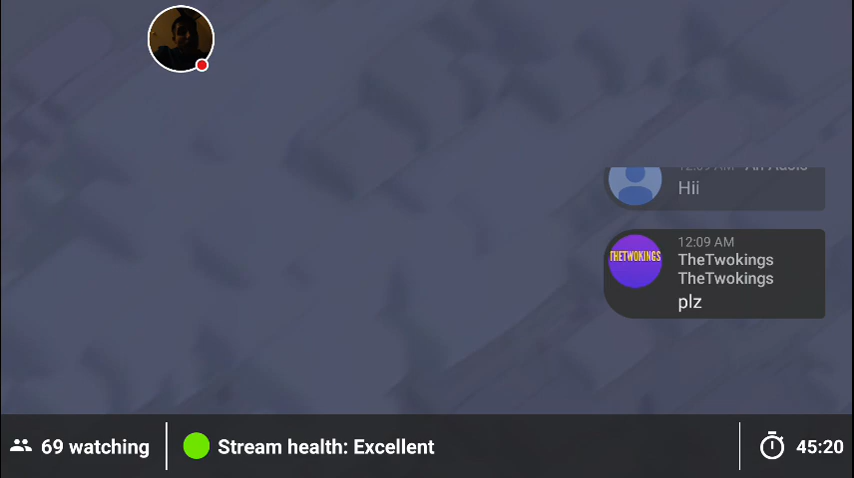 Hii
12:09 AM
THETWOKINGS
TheTwokings
TheTwokings
plz
69 watching
Stream health: Excellent
45:20